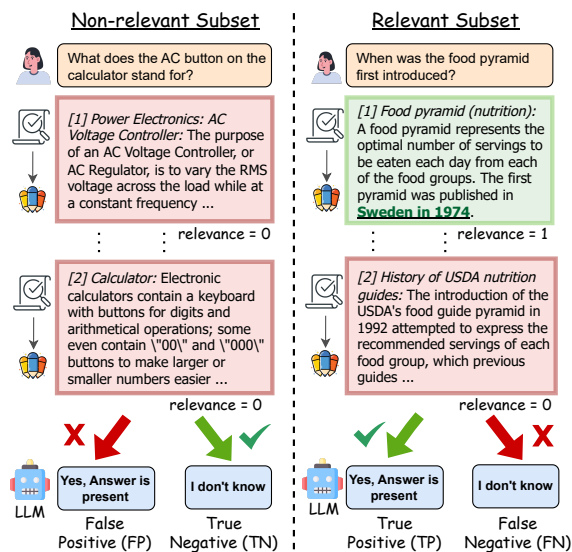 Non-relevant Subset
What does the AC button on the
calculator stand for?
[1] Power Electronics: AC
Voltage Controller: The purpose
of an AC Voltage Controller, or
AC Regulator, is to vary the RMS
voltage across the load while at
a constant frequency ...
relevance = 0
[2] Calculator: Electronic
calculators contain a keyboard
with buttons for digits and
arithmetical operations; some
even contain \"00\" and \"000\"
buttons to make larger or
smaller numbers easier ...
relevance = 0
LLM
Yes, Answer is
present
False
Positive (FP)
I don't know
True
Negative (TN)
Relevant Subset
When was the food pyramid
first introduced?
[1] Food pyramid (nutrition):
A food pyramid represents the
optimal number of servings to
be eaten each day from each
of the food groups. The first
pyramid was published in
Sweden in 1974.
relevance = 1
[2] History of USDA nutrition
guides: The introduction of the
USDA's food guide pyramid in
1992 attempted to express the
recommended servings of each
food group, which previous
guides ...
relevance = 0
LLM
Yes, Answer is
present
True
Positive (TP)
I don't know
False
Negative (FN)